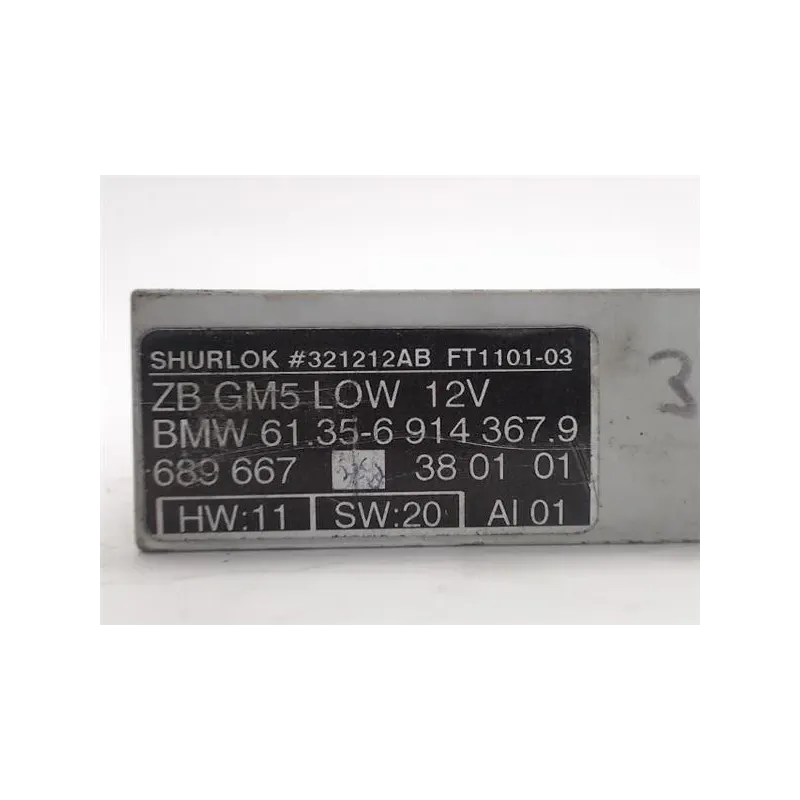 SHURLOK #321212AB FT1101-03
ZB GM5 LOW 12V
BMW 61.35-6 914 367.9
689 667 38 01 01
HW:11 SW:20 AI 01
3